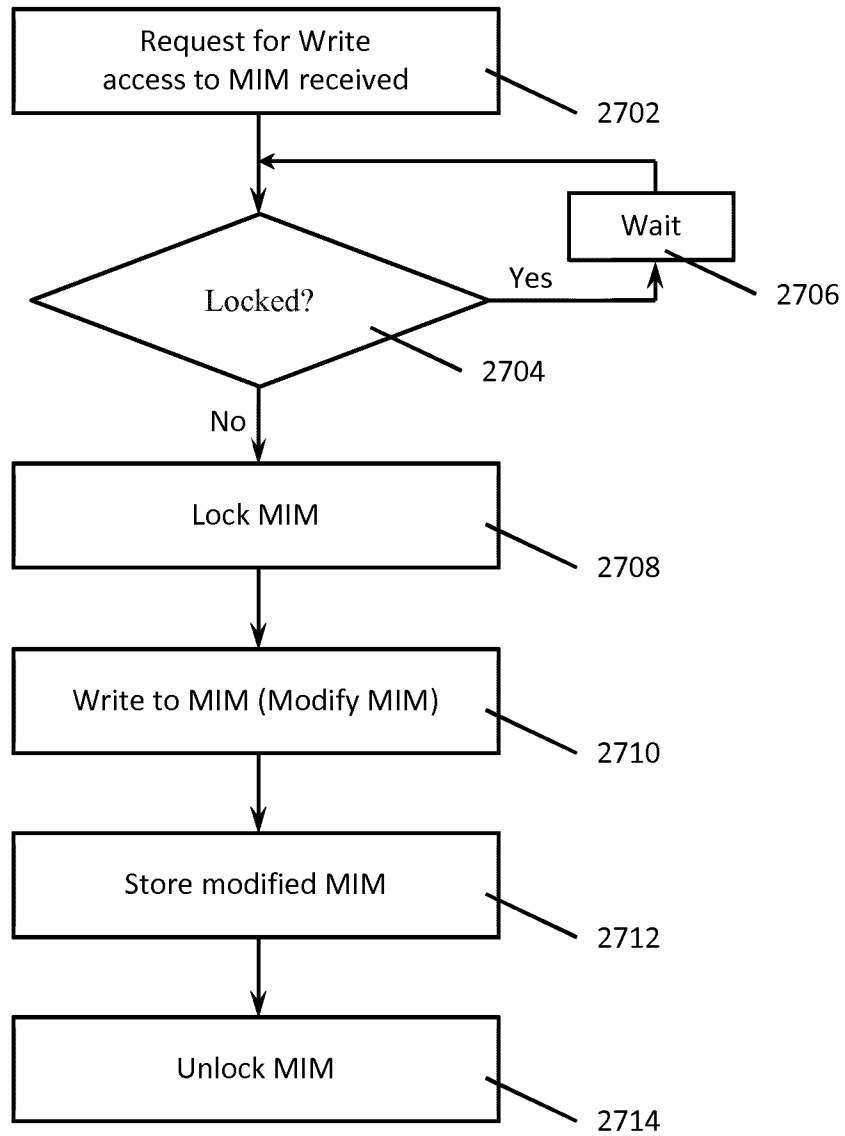 Request for Write
access to MIM received
2702
Wait
2706
Yes
Locked?
2704
No
Lock MIM
2708
Write to MIM (Modify MIM)
2710
Store modified MIM
2712
Unlock MIM
2714